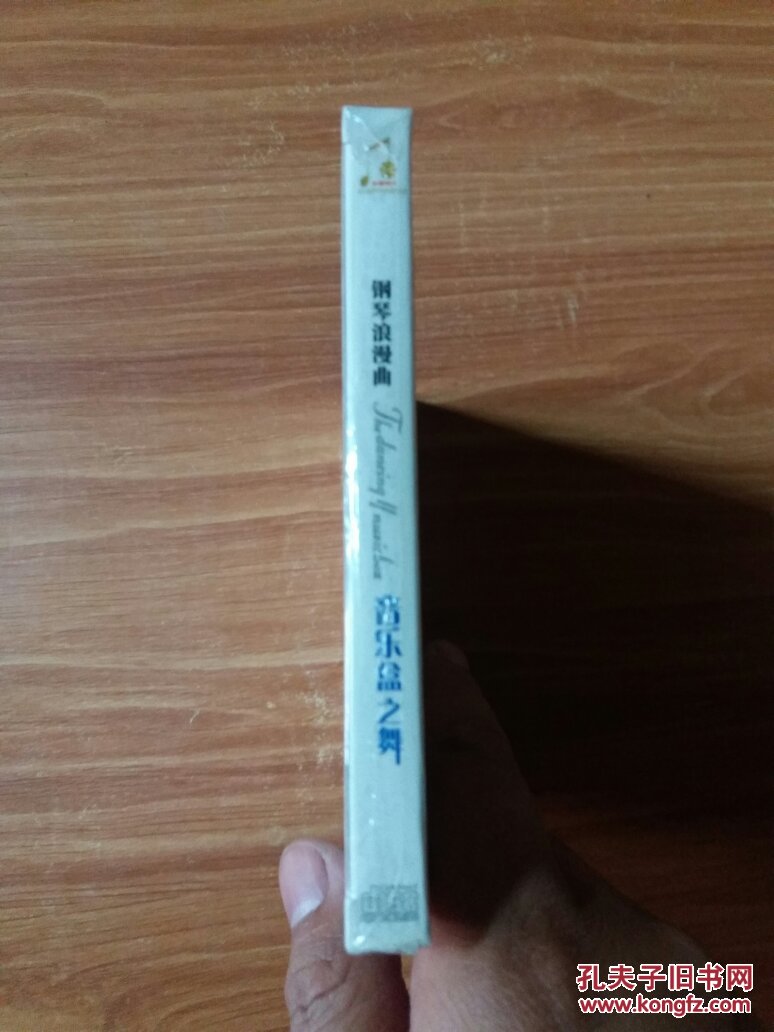 钢琴浪漫曲
The dancing of music box
音乐盒之舞
孔夫子旧书网
www.kongfz.com